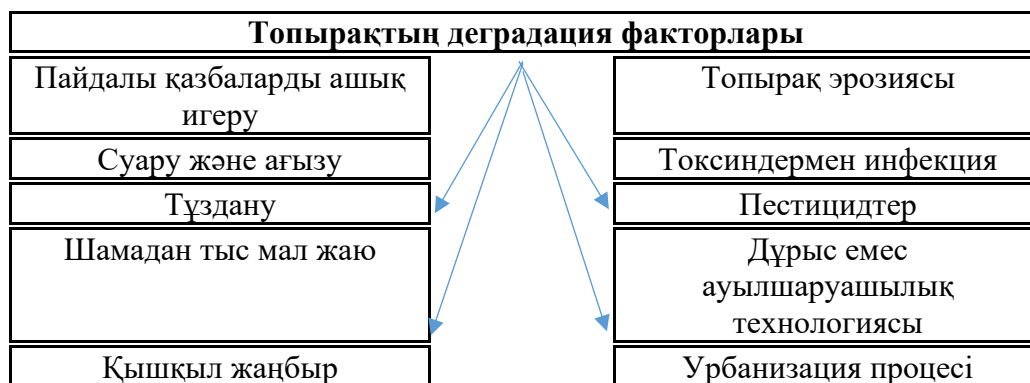 Топырақтың деградация факторлары
Пайдалы қазбаларды ашық
игеру
Топырақ эрозиясы
Суару және ағызу
Токсиндермен инфекция
Тұздану
Пестицидтер
Шамадан тыс мал жаю
Дұрыс емес
ауылшаруашылық
технологиясы
Қышқыл жаңбыр
Урбанизация процесі